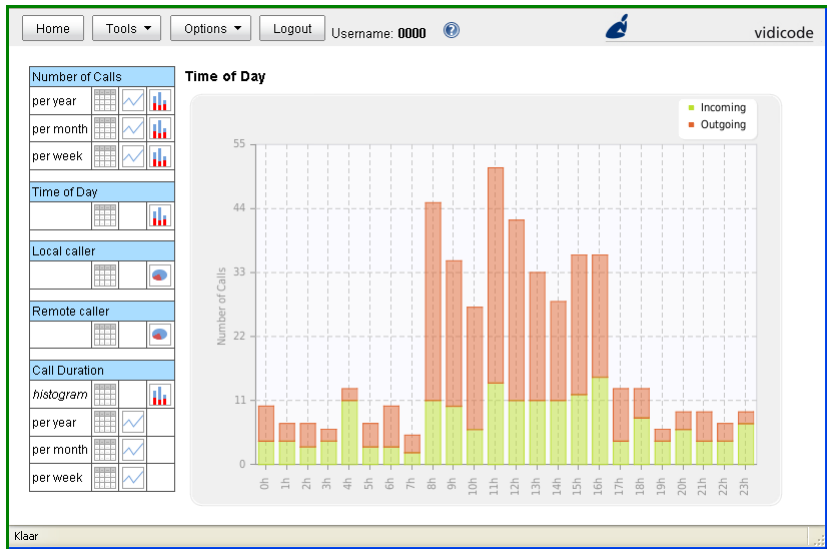 Home Tools Options Logout Username: 0000 ? vidicode
Number of Calls
per year
per month
per week
Time of Day
Local caller
Remote caller
Call Duration
histogram
per year
per month
per week
Time of Day
Incoming
Outgoing
Number of Calls
55
44
33
22
11
0
0h 1h 2h 3h 4h 5h 6h 7h 8h 9h 10h 11h 12h 13h 14h 15h 16h 17h 18h 19h 20h 21h 22h 23h
Klaar